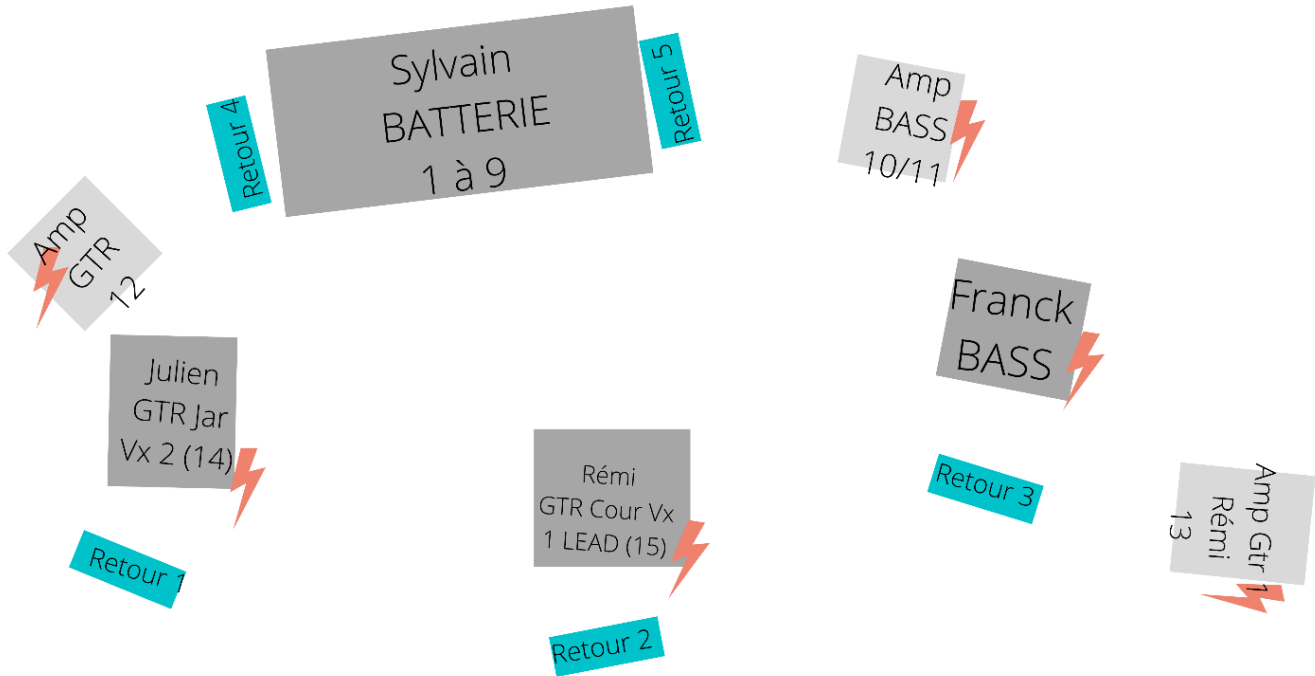 Sylvain
BATTERIE
1 à 9
Retour 4
Retour 5
Amp
BASS
10/11
Amp
GTR
12
Franck
BASS
Julien
GTR Jar
Vx 2 (14)
Rémi
GTR Cour Vx
1 LEAD (15)
Retour 3
Amp Gtr 1
Rémi
13
Retour 1
Retour 2